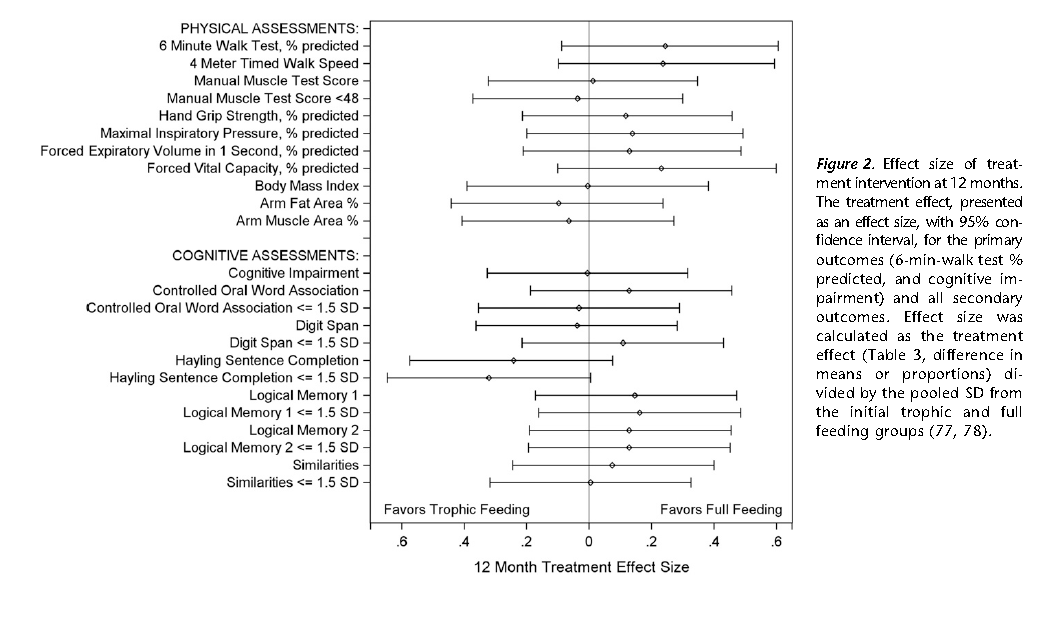 PHYSICAL ASSESSMENTS:
6 Minute Walk Test, % predicted
4 Meter Timed Walk Speed
Manual Muscle Test Score
Manual Muscle Test Score <48
Hand Grip Strength, % predicted
Maximal Inspiratory Pressure, % predicted
Forced Expiratory Volume in 1 Second, % predicted
Forced Vital Capacity, % predicted
Body Mass Index
Arm Fat Area %
Arm Muscle Area %
COGNITIVE ASSESSMENTS:
Cognitive Impairment
Controlled Oral Word Association
Controlled Oral Word Association <= 1.5 SD
Digit Span
Digit Span <= 1.5 SD
Hayling Sentence Completion
Hayling Sentence Completion <= 1.5 SD
Logical Memory 1
Logical Memory 1 <= 1.5 SD
Logical Memory 2
Logical Memory 2 <= 1.5 SD
Similarities
Similarities <= 1.5 SD
Favors Trophic Feeding Favors Full Feeding
.6 .4 .2 0 .2 .4 .6
12 Month Treatment Effect Size
Figure 2. Effect size of treat-
ment intervention at 12 months.
The treatment effect, presented
as an effect size, with 95% con-
fidence interval, for the primary
outcomes (6-min-walk test %
predicted, and cognitive im-
pairment) and all secondary
outcomes. Effect size was
calculated as the treatment
effect (Table 3, difference in
means or proportions) di-
vided by the pooled SD from
the initial trophic and full
feeding groups (77, 78).